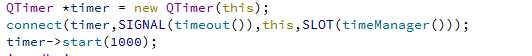 QTimer *timer = new QTimer(this);
connect(timer,SIGNAL(timeout()),this,SLOT(timeManager()));
timer->start(1000);